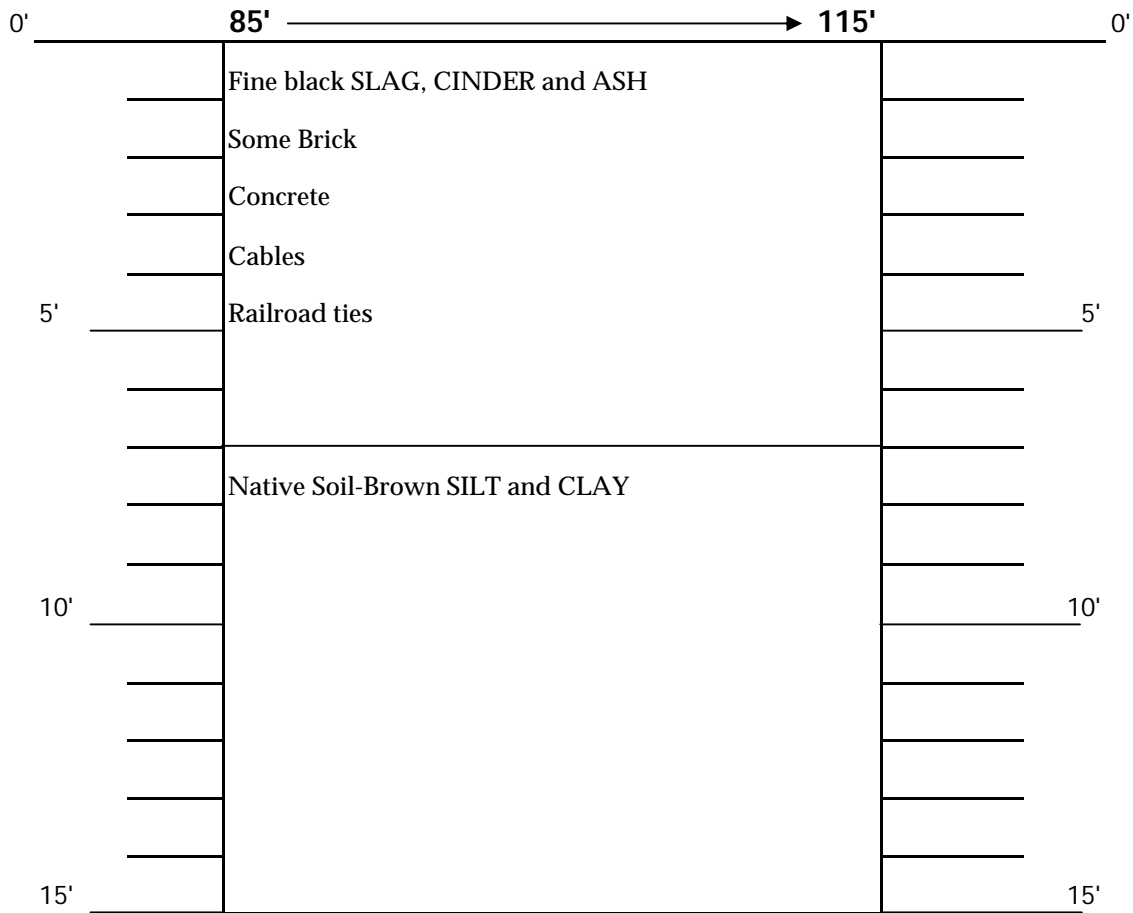 0' 85' 115' 0'
Fine black SLAG, CINDER and ASH
Some Brick
Concrete
Cables
5' Railroad ties 5'
Native Soil-Brown SILT and CLAY
10' 10'
15' 15'